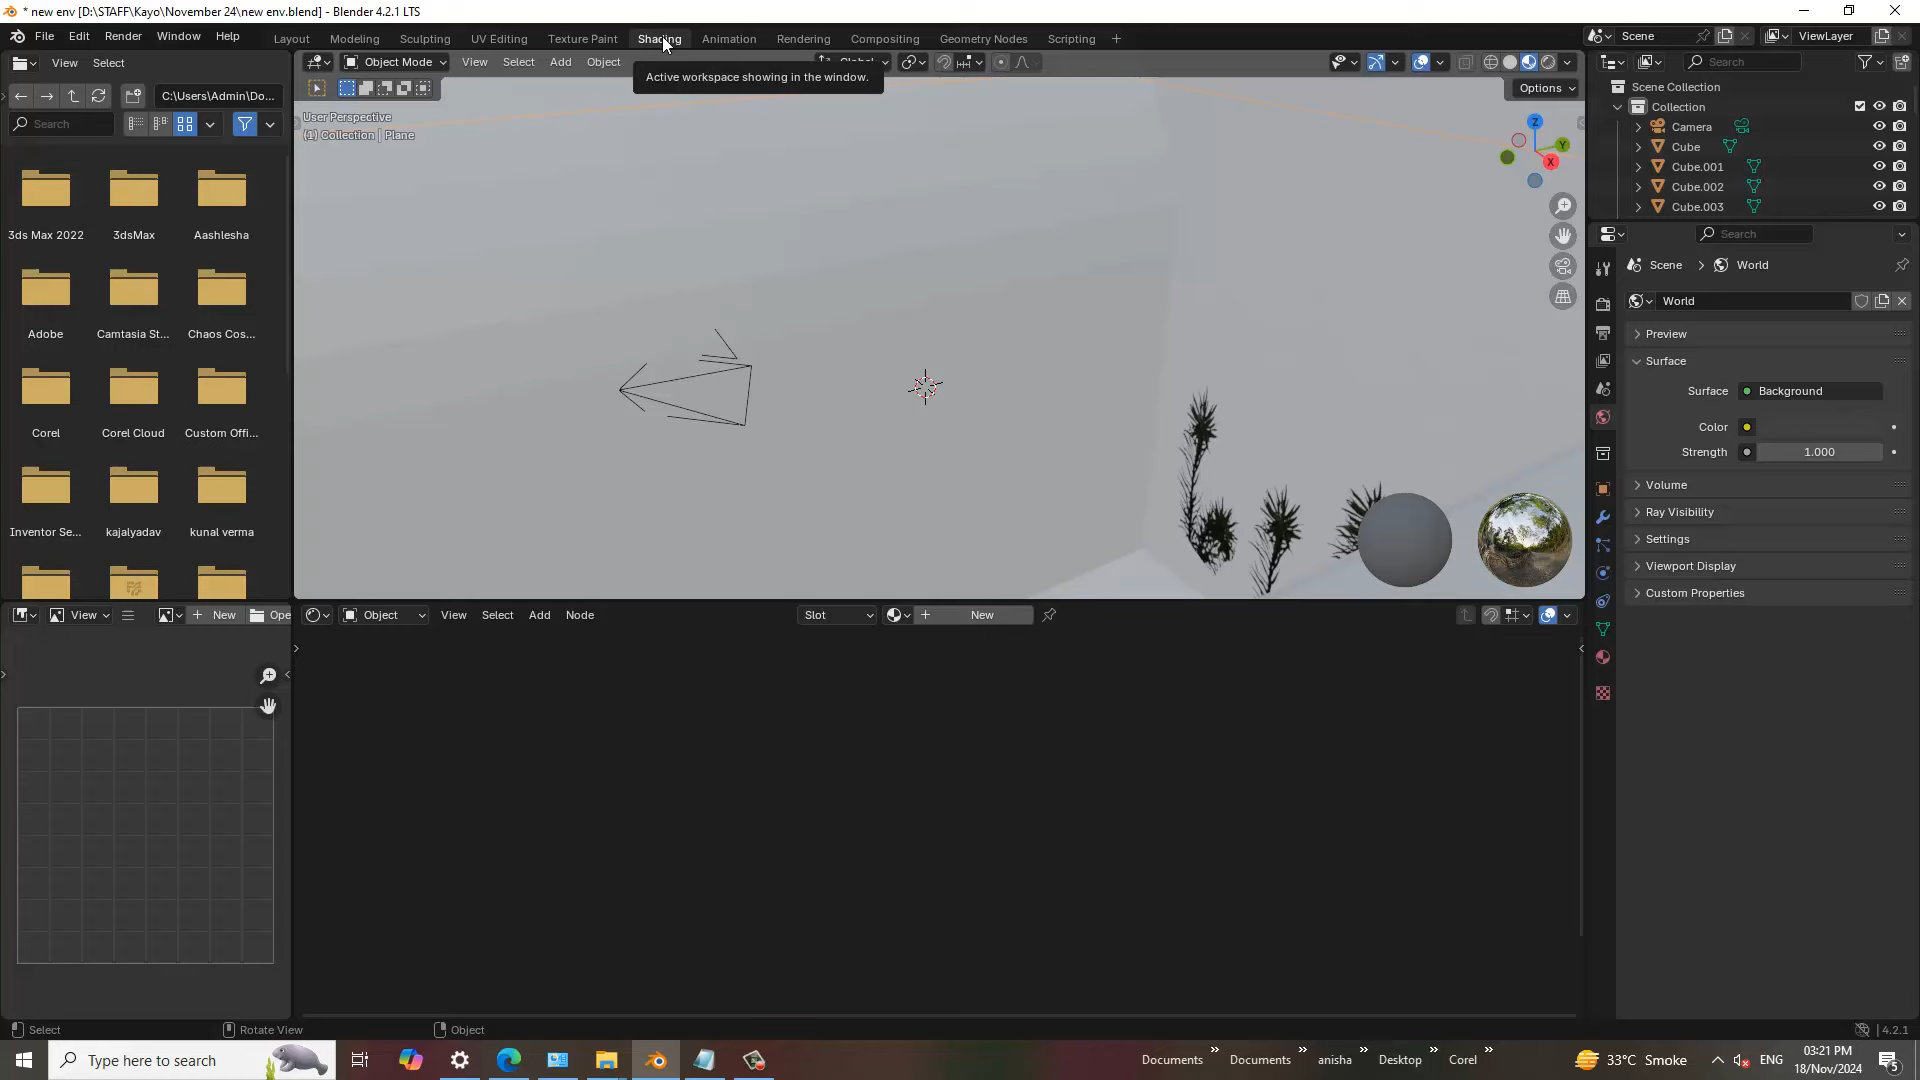 * new env [D:\STAFF\Kayo\November 24\new env.blend] - Blender 4.2.1 LTS
File Edit Render Window Help Layout Modeling Sculpting UV Editing Texture Paint Shading Animation Rendering Compositing Geometry Nodes Scripting + Scene ViewLayer
View Select Object Mode View Select Add Object Search
Active workspace showing in the window.
C:\Users\Admin\Do... Options
Search
User Perspective
(1) Collection | Plane
Scene Collection
Collection
Camera
Cube
Cube.001
Cube.002
Cube.003
Z
Y
X
3ds Max 2022 3dsMax Aashlesha
Adobe Camtasia St... Chaos Cos...
Corel Corel Cloud Custom Offi...
Inventor Se... kajalyadav kunal verma
Search
Scene > World
World
Preview
Surface
Surface Background
Color
Strength 1.000
Volume
Ray Visibility
Settings
Viewport Display
Custom Properties
View + New Ope Object View Select Add Node Slot + New
Select Rotate View Object 4.2.1
Type here to search Documents Documents anisha Desktop Corel 33°C Smoke ENG 03:21 PM
18/Nov/2024 5